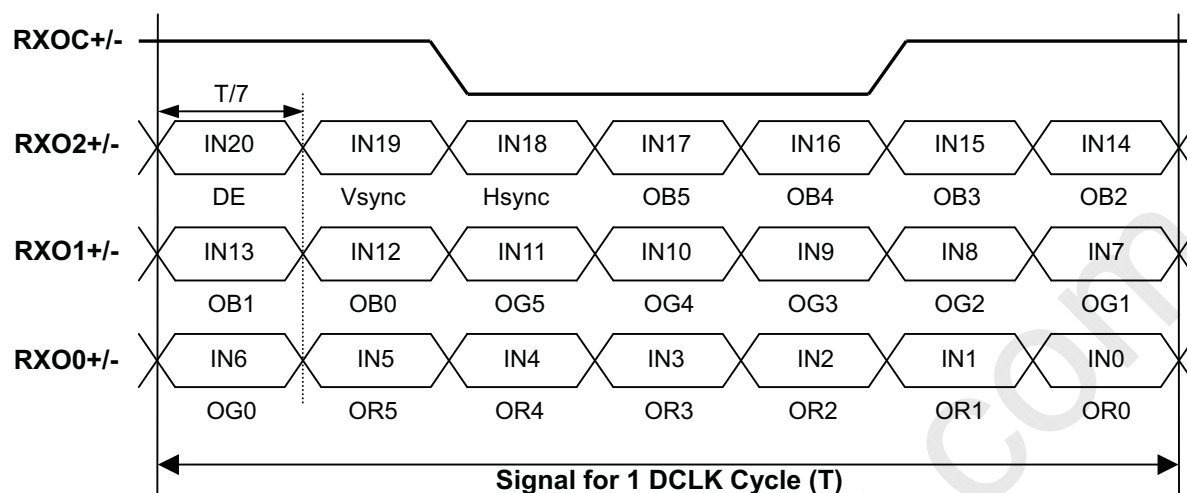 RXOC+/-
T/7
RXO2+/- IN20 IN19 IN18 IN17 IN16 IN15 IN14
DE Vsync Hsync OB5 OB4 OB3 OB2
RXO1+/- IN13 IN12 IN11 IN10 IN9 IN8 IN7
OB1 OB0 OG5 OG4 OG3 OG2 OG1
RXO0+/- IN6 IN5 IN4 IN3 IN2 IN1 IN0
OG0 OR5 OR4 OR3 OR2 OR1 OR0
Signal for 1 DCLK Cycle (T)
com